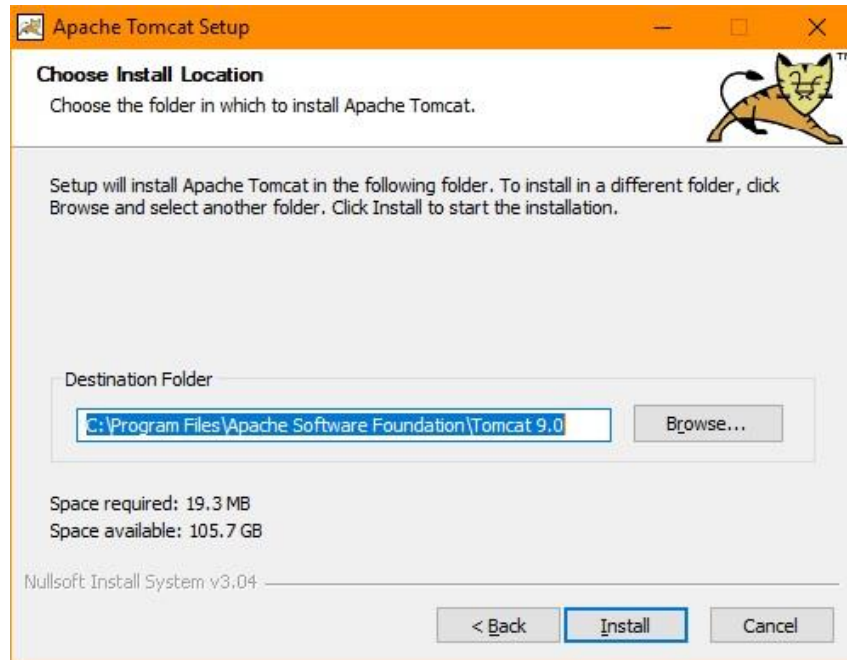 Apache Tomcat Setup
Choose Install Location
Choose the folder in which to install Apache Tomcat.
TM
Setup will install Apache Tomcat in the following folder. To install in a different folder, click
Browse and select another folder. Click Install to start the installation.
Destination Folder
C:\Program Files\Apache Software Foundation\Tomcat 9.0
Browse...
Space required: 19.3 MB
Space available: 105.7 GB
Nullsoft Install System v3.04
< Back
Install
Cancel